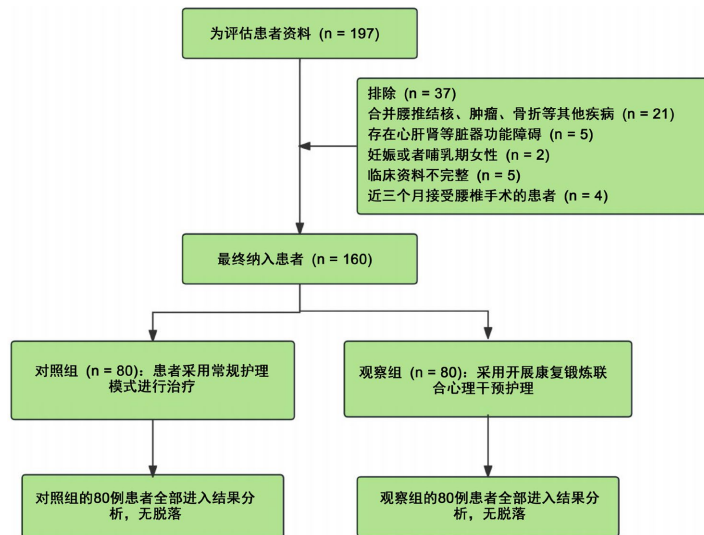 为评估患者资料 (n = 197)
排除 (n = 37)
合并腰推结核、肿瘤、骨折等其他疾病 (n = 21)
存在心肝肾等脏器功能障碍 (n = 5)
妊娠或者哺乳期女性 (n = 2)
临床资料不完整 (n = 5)
近三个月接受腰椎手术的患者 (n = 4)
最终纳入患者 (n = 160)
对照组 (n = 80)：患者采用常规护理
模式进行治疗
观察组 (n = 80)：采用开展康复锻炼联
合心理干预护理
对照组的80例患者全部进入结果分
析，无脱落
观察组的80例患者全部进入结果分
析，无脱落